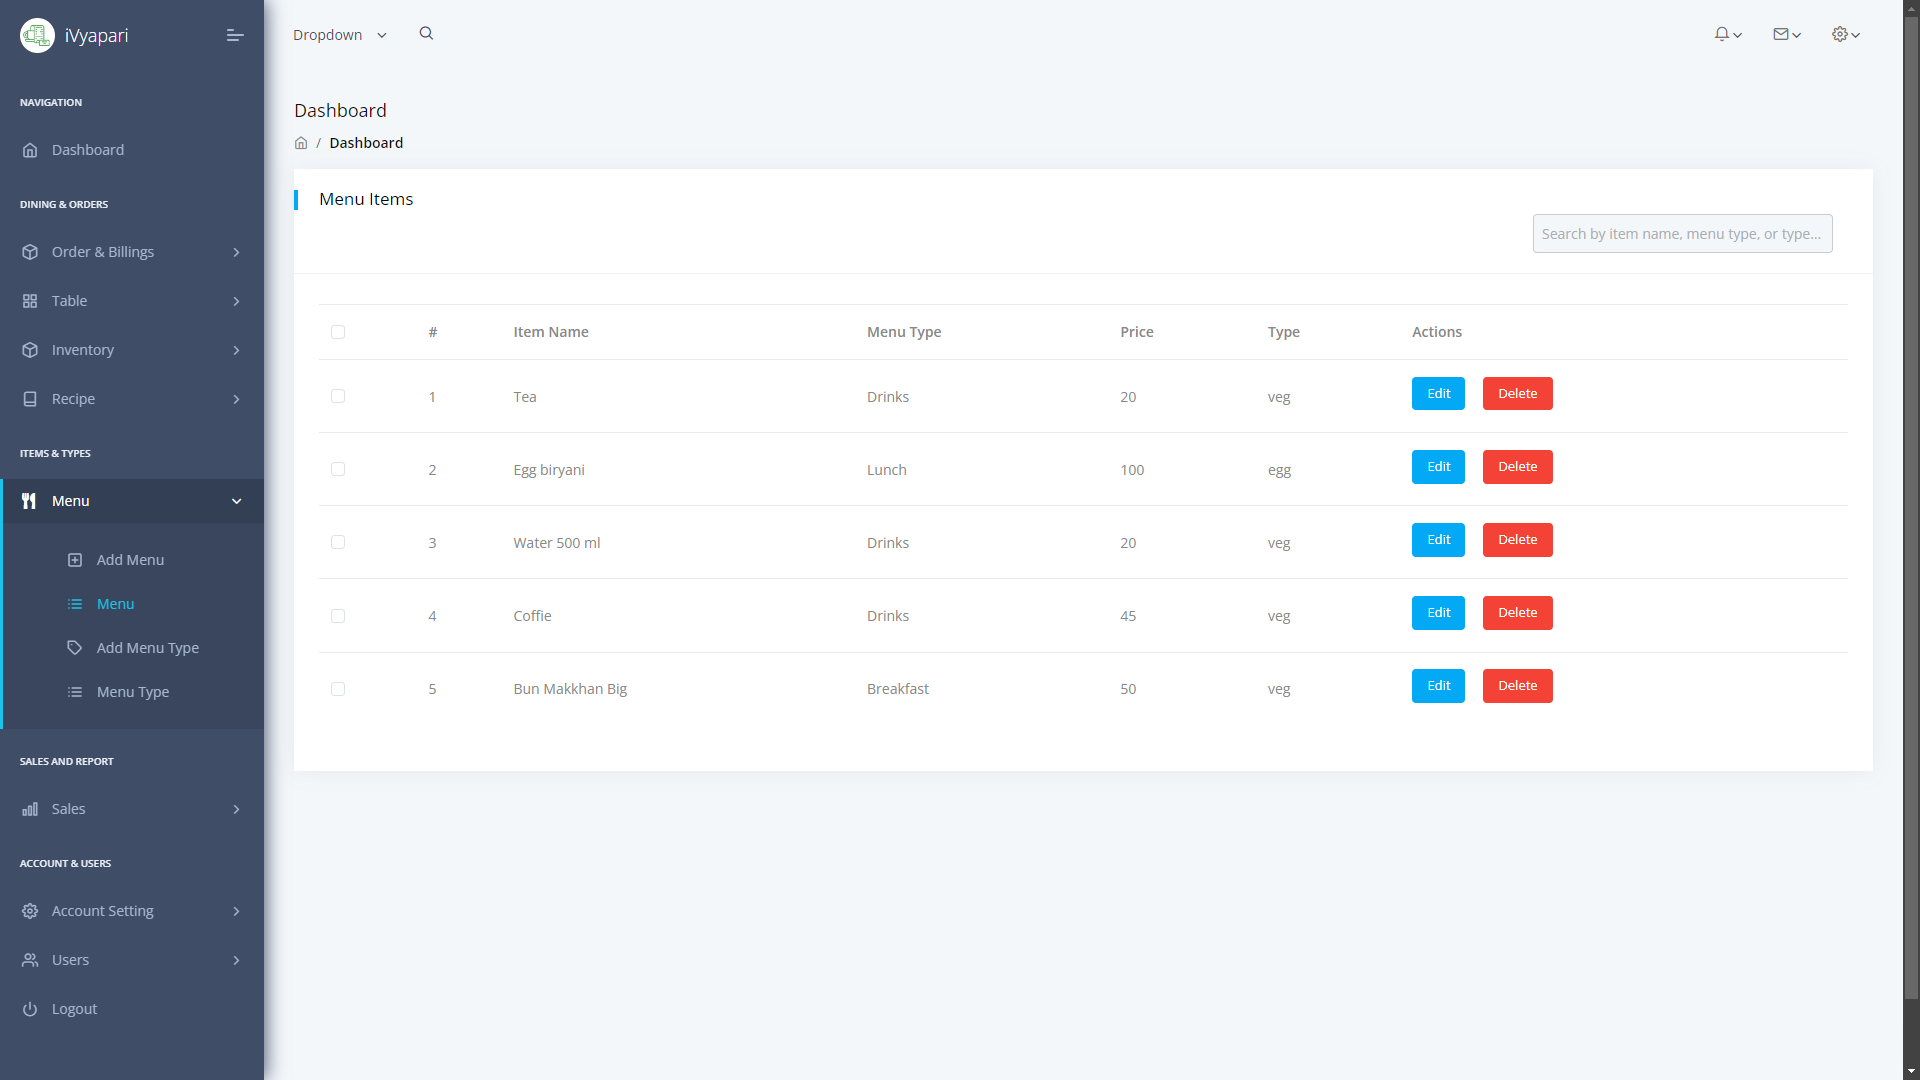 iVyapari
NAVIGATION
Dashboard
DINING & ORDERS
Order & Billings
Table
Inventory
Recipe
ITEMS & TYPES
Menu
Add Menu
Menu
Add Menu Type
Menu Type
SALES AND REPORT
Sales
ACCOUNT & USERS
Account Setting
Users
Logout
Dropdown
Dashboard
/ Dashboard
Menu Items
Search by item name, menu type, or type...
# Item Name Menu Type Price Type Actions
1 Tea Drinks 20 veg Edit Delete
2 Egg biryani Lunch 100 egg Edit Delete
3 Water 500 ml Drinks 20 veg Edit Delete
4 Coffie Drinks 45 veg Edit Delete
5 Bun Makkhan Big Breakfast 50 veg Edit Delete